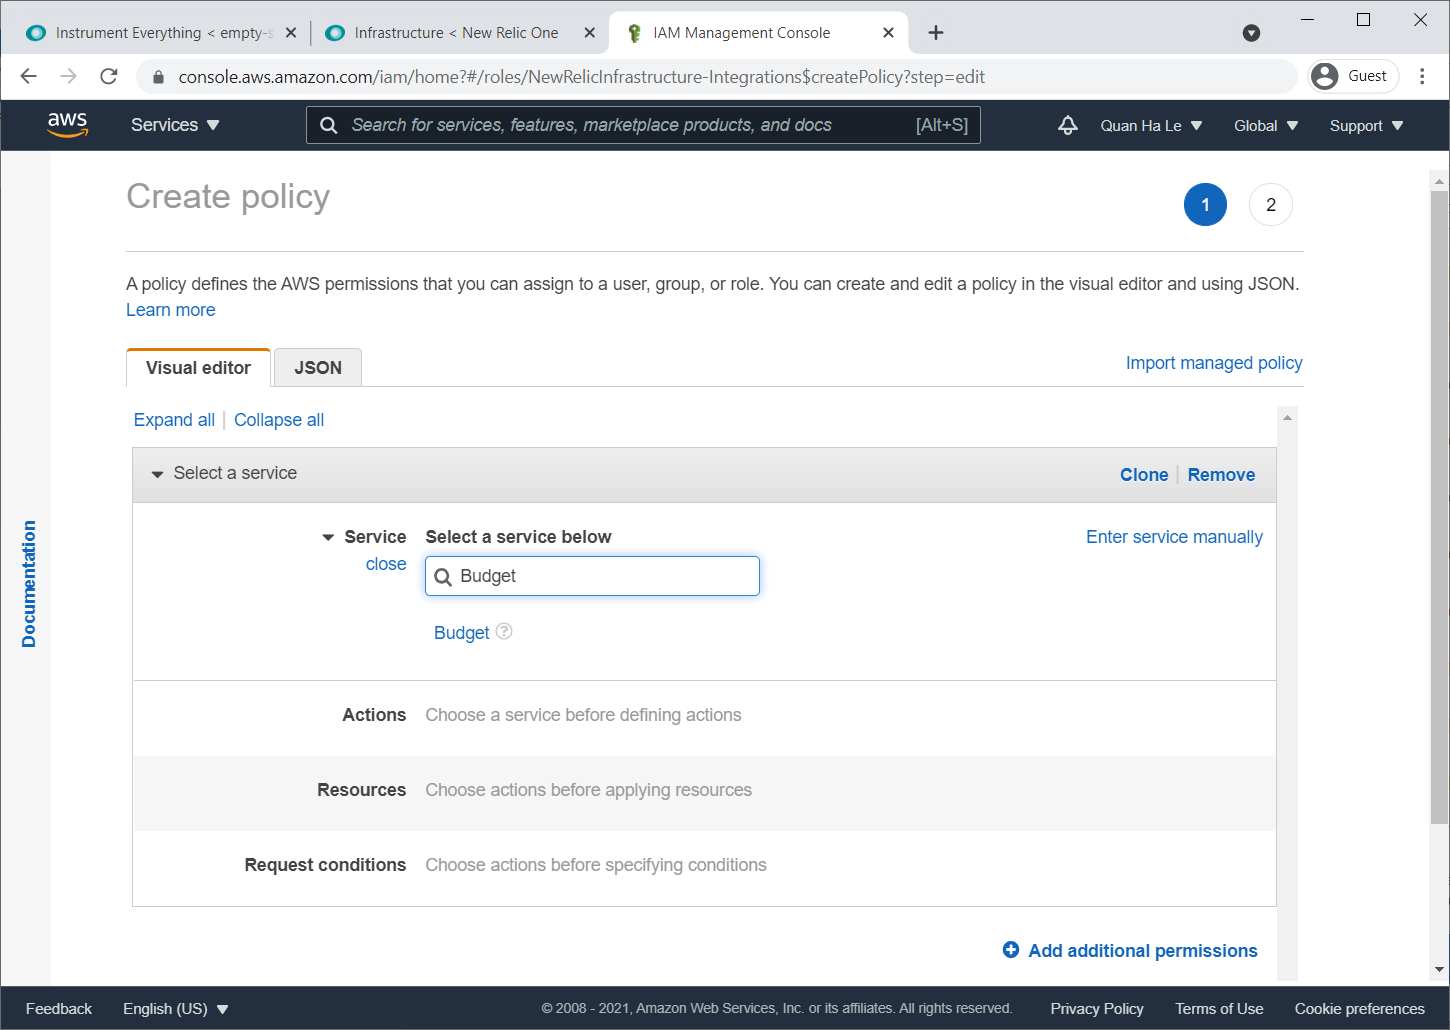 Instrument Everything < empty-s
Infrastructure < New Relic One
IAM Management Console
console.aws.amazon.com/iam/home?#/roles/NewRelicInfrastructure-Integrations$createPolicy?step=edit
Guest
aws
Services
Search for services, features, marketplace products, and docs
[Alt+S]
Quan Ha Le
Global
Support
Create policy
1
2
A policy defines the AWS permissions that you can assign to a user, group, or role. You can create and edit a policy in the visual editor and using JSON.
Learn more
Visual editor
JSON
Import managed policy
Expand all
Collapse all
Select a service
Clone
Remove
Service
Select a service below
Enter service manually
close
Budget
Budget
Actions
Choose a service before defining actions
Resources
Choose actions before applying resources
Request conditions
Choose actions before specifying conditions
Add additional permissions
Documentation
Feedback
English (US)
© 2008 - 2021, Amazon Web Services, Inc. or its affiliates. All rights reserved.
Privacy Policy
Terms of Use
Cookie preferences